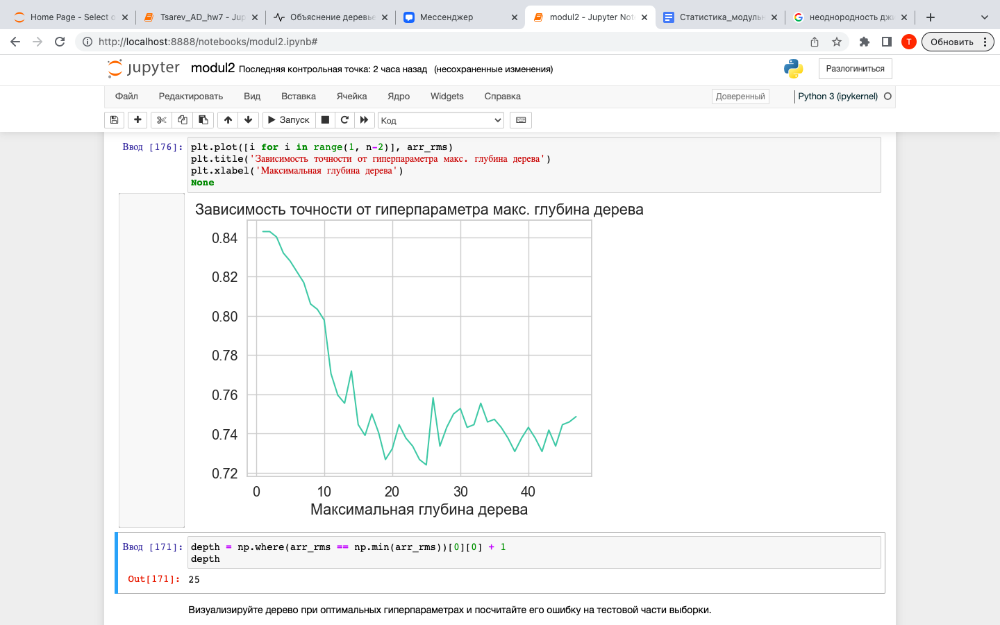 Home Page - Select o
Tsarev_AD_hw7 - Jup
Объяснение деревье
Мессенджер
modul2 - Jupyter Not
Статистика_модульн
неоднородность джи
http://localhost:8888/notebooks/modul2.ipynb#
T
Обновить
jupyter modul2 Последняя контрольная точка: 2 часа назад (несохраненные изменения)
Разлогиниться
Файл Редактировать Вид Вставка Ячейка Ядро Widgets Справка
Доверенный
Python 3 (ipykernel)
Запуск
Код
Ввод [176]:
plt.plot([i for i in range(1, n-2)], arr_rms)
plt.title('Зависимость точности от гиперпараметра макс. глубина дерева')
plt.xlabel('Максимальная глубина дерева')
None
Зависимость точности от гиперпараметра макс. глубина дерева
0.84
0.82
0.80
0.78
0.76
0.74
0.72
0 10 20 30 40
Максимальная глубина дерева
Ввод [171]:
depth = np.where(arr_rms == np.min(arr_rms))[0][0] + 1
depth
Out[171]: 25
Визуализируйте дерево при оптимальных гиперпараметрах и посчитайте его ошибку на тестовой части выборки.